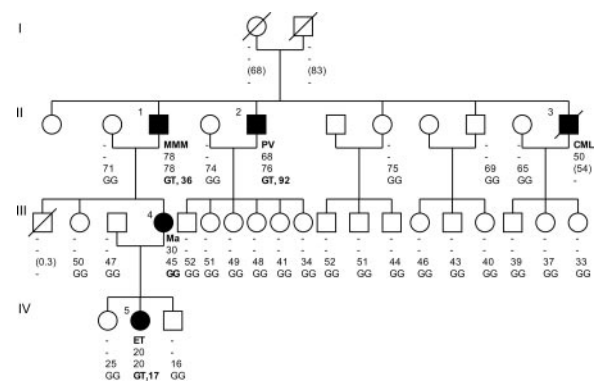 I
- -
(68) (83)
- -
II
1 2 3
- MMM - PV - - - CML
- 78 - 68 - - - 50
71 78 74 76 75 69 65 (54)
GG GT, 36 GG GT, 92 GG GG GG -
III
4
- - - Ma - - - - - - - - - - - - - - -
- - - 30 - - - - - - - - - - - - - - -
(0.3) 50 47 45 52 51 49 48 41 34 52 51 44 46 43 40 39 37 33
- GG GG GG GG GG GG GG GG GG GG GG GG GG GG GG GG GG GG
IV
5
- ET -
- 20 -
25 20 16
GG GT,17 GG